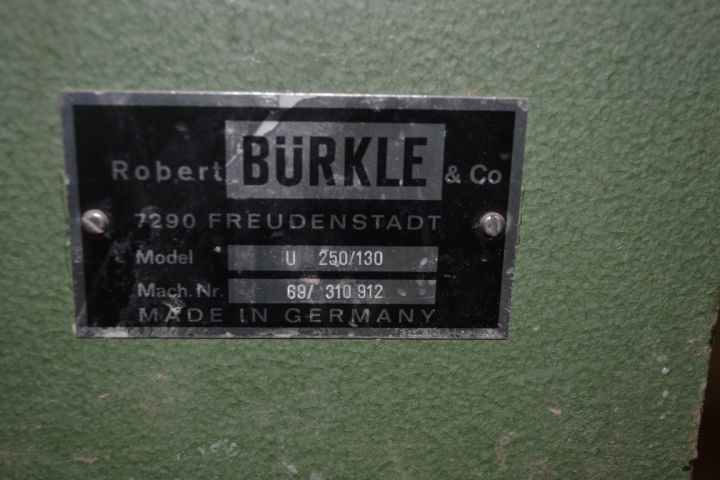 Robert BÜRKLE & Co
7290 FREUDENSTADT
Model U 250/130
Mach. Nr. 69/ 310 912
MADE IN GERMANY